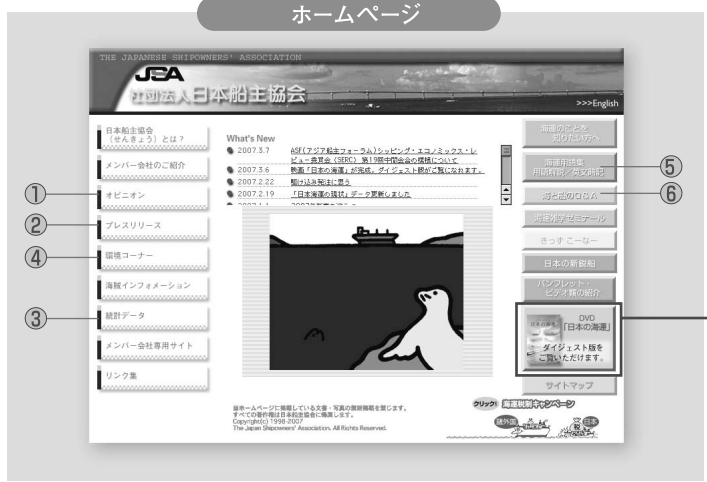 ホームページ
THE JAPANESE SHIPOWNERS' ASSOCIATION
JSA
社団法人日本船主協会
>>>English
日本船主協会
(せんきょう)とは?
メンバー会社のご紹介
① オピニオン
② プレスリリース
④ 環境コーナー
海賊インフォメーション
③ 統計データ
メンバー会社専用サイト
リンク集
What's New
2007.3.7 ASF(アジア船主フォーラム)シッピング・エコノミックス・レ
ビュー委員会(SERC) 第19回中間会合の模様について
2007.3.6 映画「日本の海運」が完成。ダイジェスト版がご覧になれます。
2007.2.22 駆け込み発注に思う
2007.2.19 「日本海運の現状」データ更新しました
海運のことを
知りたい方へ
海運用語集
用語解説/英文略記
⑤
海と船のQ&A
⑥
海運雑学ゼミナール
きっずこーなー
日本の新鋭船
パンフレット・
ビデオ類の紹介
DVD
「日本の海運」
ダイジェスト版を
ご覧いただけます。
サイトマップ
当ホームページに掲載している文書・写真の無断掲載を禁じます。
すべての著作権は日本船主協会に帰属します。
Copyright(c) 1998-2007
The Japan Shipowners' Association. All Rights Reserved.
クリック! 海運税制キャンペーン
諸外国
日本
税